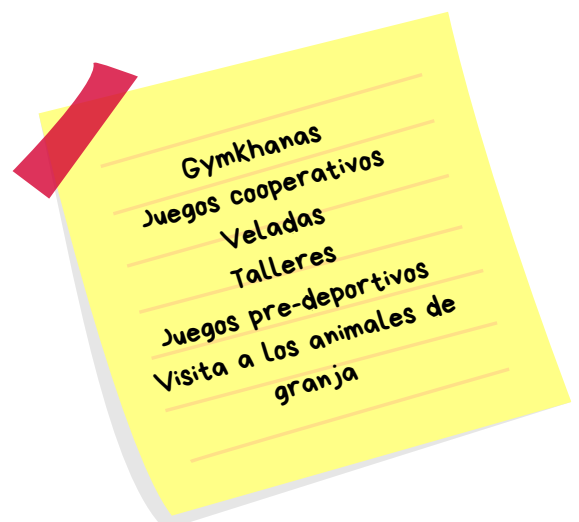 Gymkhanas
Juegos cooperativos
Veladas
Talleres
Juegos pre-deportivos
Visita a los animales de
granja